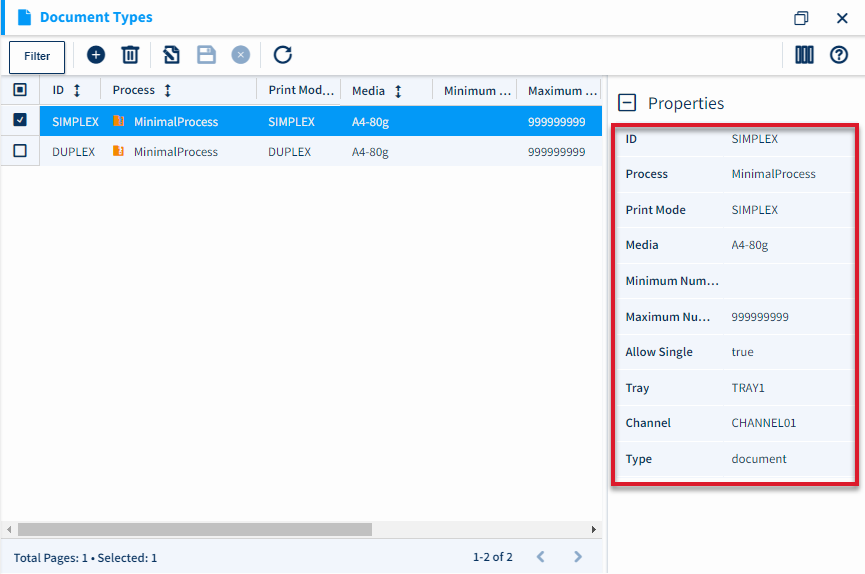 Document Types
Filter
ID Process Print Mod... Media Minimum ... Maximum ...
SIMPLEX MinimalProcess SIMPLEX A4-80g 999999999
DUPLEX MinimalProcess DUPLEX A4-80g 999999999
Total Pages: 1 • Selected: 1 1-2 of 2
Properties
ID SIMPLEX
Process MinimalProcess
Print Mode SIMPLEX
Media A4-80g
Minimum Num...
Maximum Nu... 999999999
Allow Single true
Tray TRAY1
Channel CHANNEL01
Type document